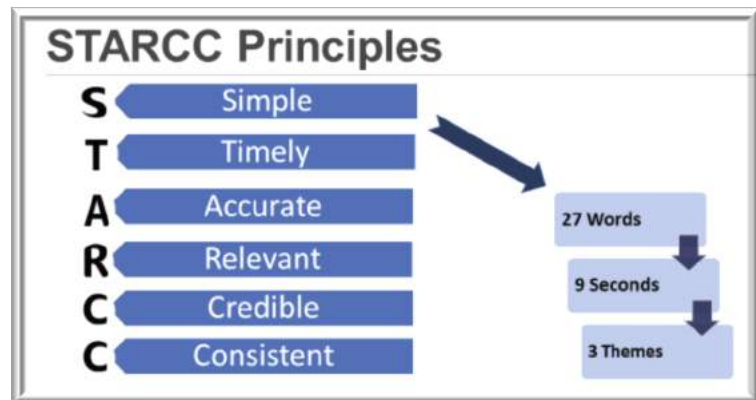 STARCC Principles
S Simple
T Timely
A Accurate
R Relevant
C Credible
C Consistent
27 Words
9 Seconds
3 Themes